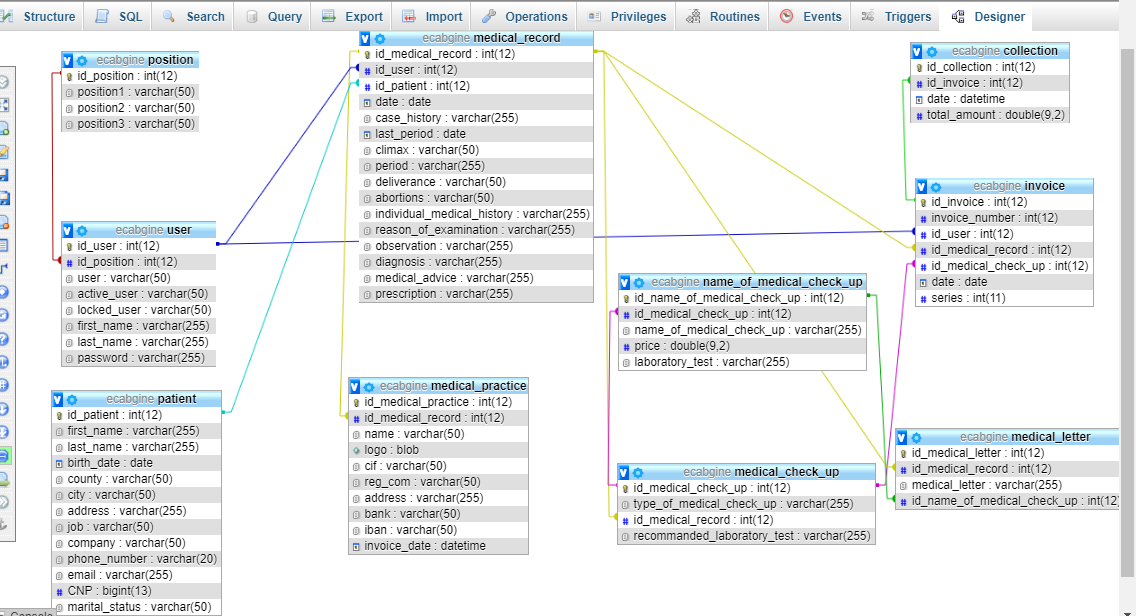 Structure SQL Search Query Export Import Operations Privileges Routines Events Triggers Designer
ecabgine position
id_position : int(12)
position1 : varchar(50)
position2 : varchar(50)
position3 : varchar(50)
ecabgine user
id_user : int(12)
id_position : int(12)
user : varchar(50)
active_user : varchar(50)
locked_user : varchar(50)
first_name : varchar(255)
last_name : varchar(255)
password : varchar(255)
ecabgine patient
id_patient : int(12)
first_name : varchar(255)
last_name : varchar(255)
birth_date : date
county : varchar(50)
city : varchar(50)
address : varchar(255)
job : varchar(50)
company : varchar(50)
phone_number : varchar(20)
email : varchar(255)
CNP : bigint(13)
marital_status : varchar(50)
ecabgine medical_record
id_medical_record : int(12)
id_user : int(12)
id_patient : int(12)
date : date
case_history : varchar(255)
last_period : date
climax : varchar(50)
period : varchar(255)
deliverance : varchar(50)
abortions : varchar(50)
individual_medical_history : varchar(255)
reason_of_examination : varchar(255)
observation : varchar(255)
diagnosis : varchar(255)
medical_advice : varchar(255)
prescription : varchar(255)
ecabgine medical_practice
id_medical_practice : int(12)
id_medical_record : int(12)
name : varchar(50)
logo : blob
cif : varchar(50)
reg_com : varchar(50)
address : varchar(255)
bank : varchar(50)
iban : varchar(50)
invoice_date : datetime
ecabgine name_of_medical_check_up
id_name_of_medical_check_up : int(12)
id_medical_check_up : int(12)
name_of_medical_check_up : varchar(255)
price : double(9,2)
laboratory_test : varchar(255)
ecabgine medical_check_up
id_medical_check_up : int(12)
type_of_medical_check_up : varchar(255)
id_medical_record : int(12)
recommanded_laboratory_test : varchar(255)
ecabgine collection
id_collection : int(12)
id_invoice : int(12)
date : datetime
total_amount : double(9,2)
ecabgine invoice
id_invoice : int(12)
invoice_number : int(12)
id_user : int(12)
id_medical_record : int(12)
id_medical_check_up : int(12)
date : date
series : int(11)
ecabgine medical_letter
id_medical_letter : int(12)
id_medical_record : int(12)
medical_letter : varchar(255)
id_name_of_medical_check_up : int(12
Console